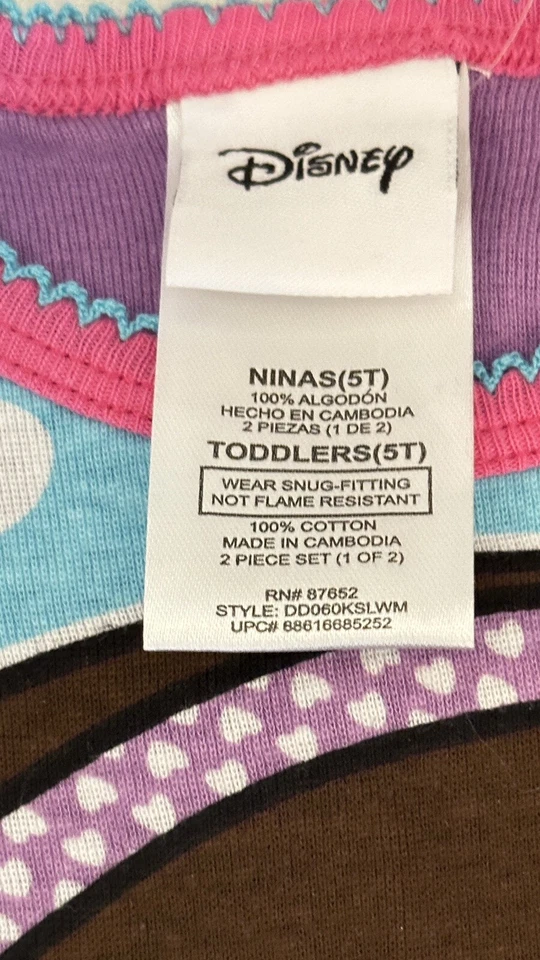 Disney
NINAS(5T)
100% ALGODÓN
HECHO EN CAMBODIA
2 PIEZAS (1 DE 2)
TODDLERS(5T)
WEAR SNUG-FITTING
NOT FLAME RESISTANT
100% COTTON
MADE IN CAMBODIA
2 PIECE SET (1 OF 2)
RN# 87652
STYLE: DD060KSLWM
UPC# 88616685252